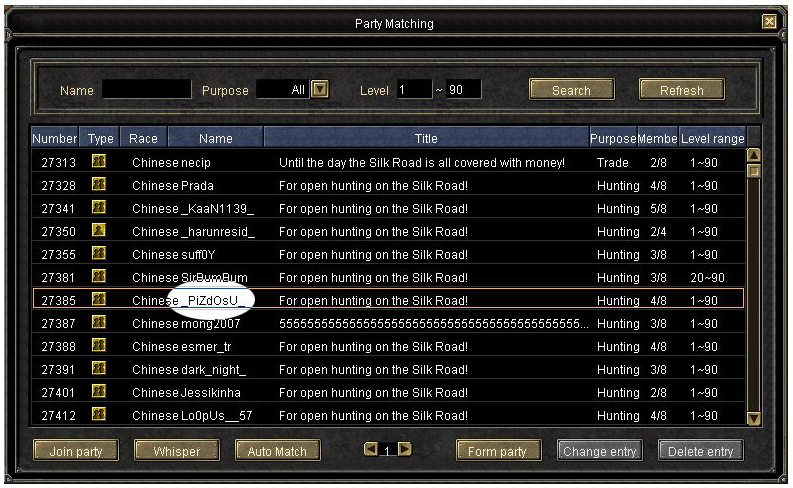 Party Matching
Name Purpose All Level 1 ~ 90 Search Refresh
Number Type Race Name Title Purpose Membe Level range
27313 Chinese necip Until the day the Silk Road is all covered with money! Trade 2/8 1~90
27328 Chinese Prada For open hunting on the Silk Road! Hunting 4/8 1~90
27341 Chinese _KaaN1139_ For open hunting on the Silk Road! Hunting 5/8 1~90
27350 Chinese _harunresid_ For open hunting on the Silk Road! Hunting 2/4 1~90
27355 Chinese suff0Y For open hunting on the Silk Road! Hunting 3/8 1~90
27381 Chinese SirBumBum For open hunting on the Silk Road! Hunting 3/8 20~90
27385 Chinese _PiZdOsU_ For open hunting on the Silk Road! Hunting 4/8 1~90
27387 Chinese mong2007 5555555555555555555555555555555555555555555555... Hunting 3/8 1~90
27388 Chinese esmer_tr For open hunting on the Silk Road! Hunting 4/8 1~90
27391 Chinese dark_night_ For open hunting on the Silk Road! Hunting 3/8 1~90
27401 Chinese Jessikinha For open hunting on the Silk Road! Hunting 2/8 1~90
27412 Chinese Lo0pUs__57 For open hunting on the Silk Road! Hunting 4/8 1~90
Join party Whisper Auto Match 1 Form party Change entry Delete entry